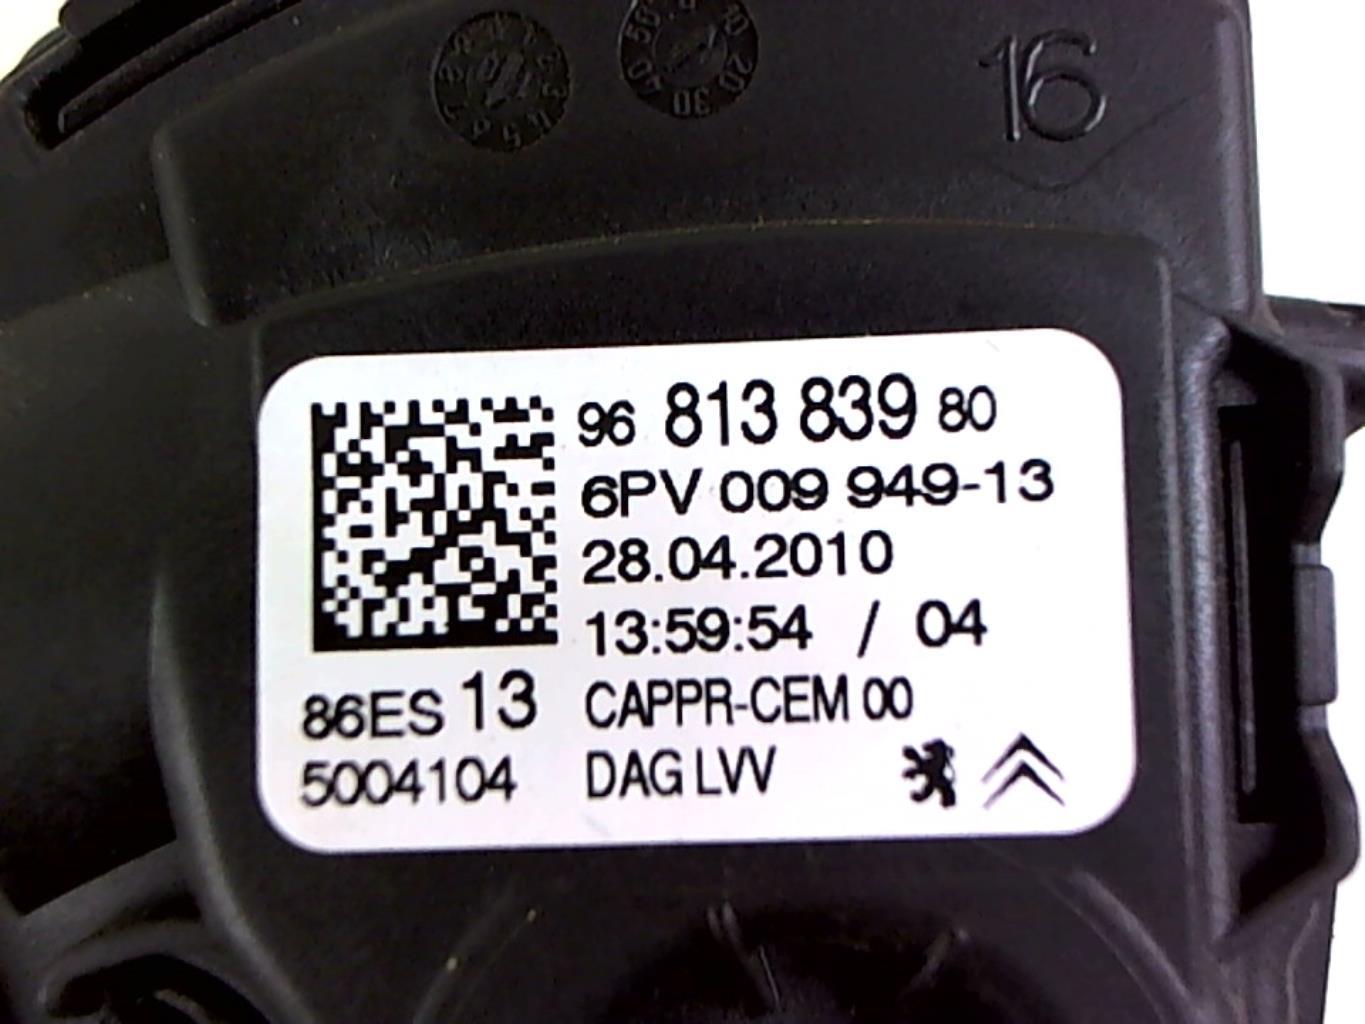 16
96 813 839 80
6PV 009 949-13
28.04.2010
13:59:54 / 04
86ES 13 CAPPR-CEM 00
5004104 DAG LVV